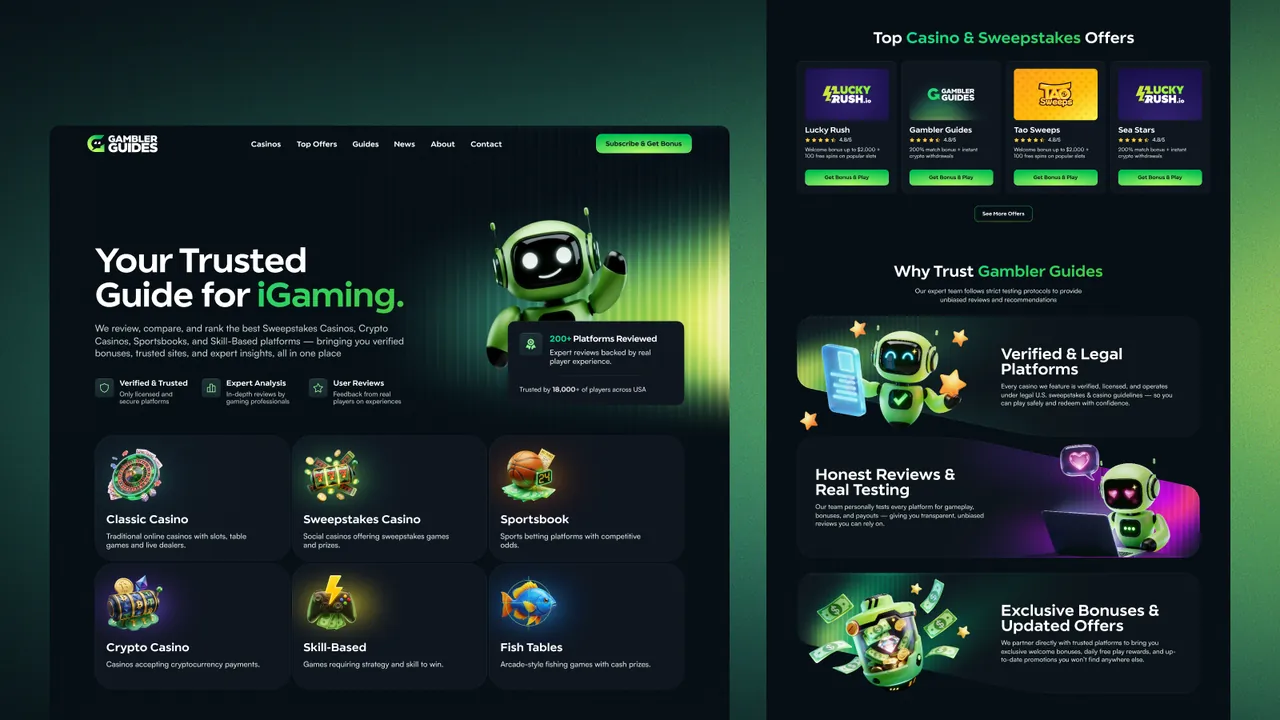 GAMBLER
GUIDES
Casinos
Top Offers
Guides
News
About
Contact
Subscribe & Get Bonus
Your Trusted
Guide for iGaming.
We review, compare, and rank the best Sweepstakes Casinos, Crypto
Casinos, Sportsbooks, and Skill-Based platforms — bringing you verified
bonuses, trusted sites, and expert insights, all in one place
Verified & Trusted
Only licensed and
secure platforms
Expert Analysis
In-depth reviews by
gaming professionals
User Reviews
Feedback from real
players on experiences
200+ Platforms Reviewed
Expert reviews backed by real
player experience.
Trusted by 18,000+ of players across USA
Classic Casino
Traditional online casinos with slots, table
games and live dealers.
Sweepstakes Casino
Social casinos offering sweepstakes games
and prizes.
24
Sportsbook
Sports betting platforms with competitive
odds.
Crypto Casino
Casinos accepting cryptocurrency payments.
Skill-Based
Games requiring strategy and skill to win.
Fish Tables
Arcade-style fishing games with cash prizes.
Top Casino & Sweepstakes Offers
LUCKY
RUSH.io
Lucky Rush
4.8/5
Welcome bonus up to $2,000 +
100 free spins on popular slots
Get Bonus & Play
GAMBLER
GUIDES
Gambler Guides
4.8/5
200% match bonus + instant
crypto withdrawals
Get Bonus & Play
TAO
Sweeps
Tao Sweeps
4.8/5
Welcome bonus up to $2,000 +
100 free spins on popular slots
Get Bonus & Play
LUCKY
RUSH.io
Sea Stars
4.8/5
200% match bonus + instant
crypto withdrawals
Get Bonus & Play
See More Offers
Why Trust Gambler Guides
Our expert team follows strict testing protocols to provide
unbiased reviews and recommendations
Verified & Legal
Platforms
Every casino we feature is verified, licensed, and operates
under legal U.S. sweepstakes & casino guidelines — so you
can play safely and redeem with confidence.
Honest Reviews &
Real Testing
Our team personally tests every platform for gameplay,
bonuses, and payouts — giving you transparent, unbiased
reviews you can rely on.
Exclusive Bonuses &
Updated Offers
We partner directly with trusted platforms to bring you
exclusive welcome bonuses, daily free play rewards, and up-
to-date promotions you won't find anywhere else.